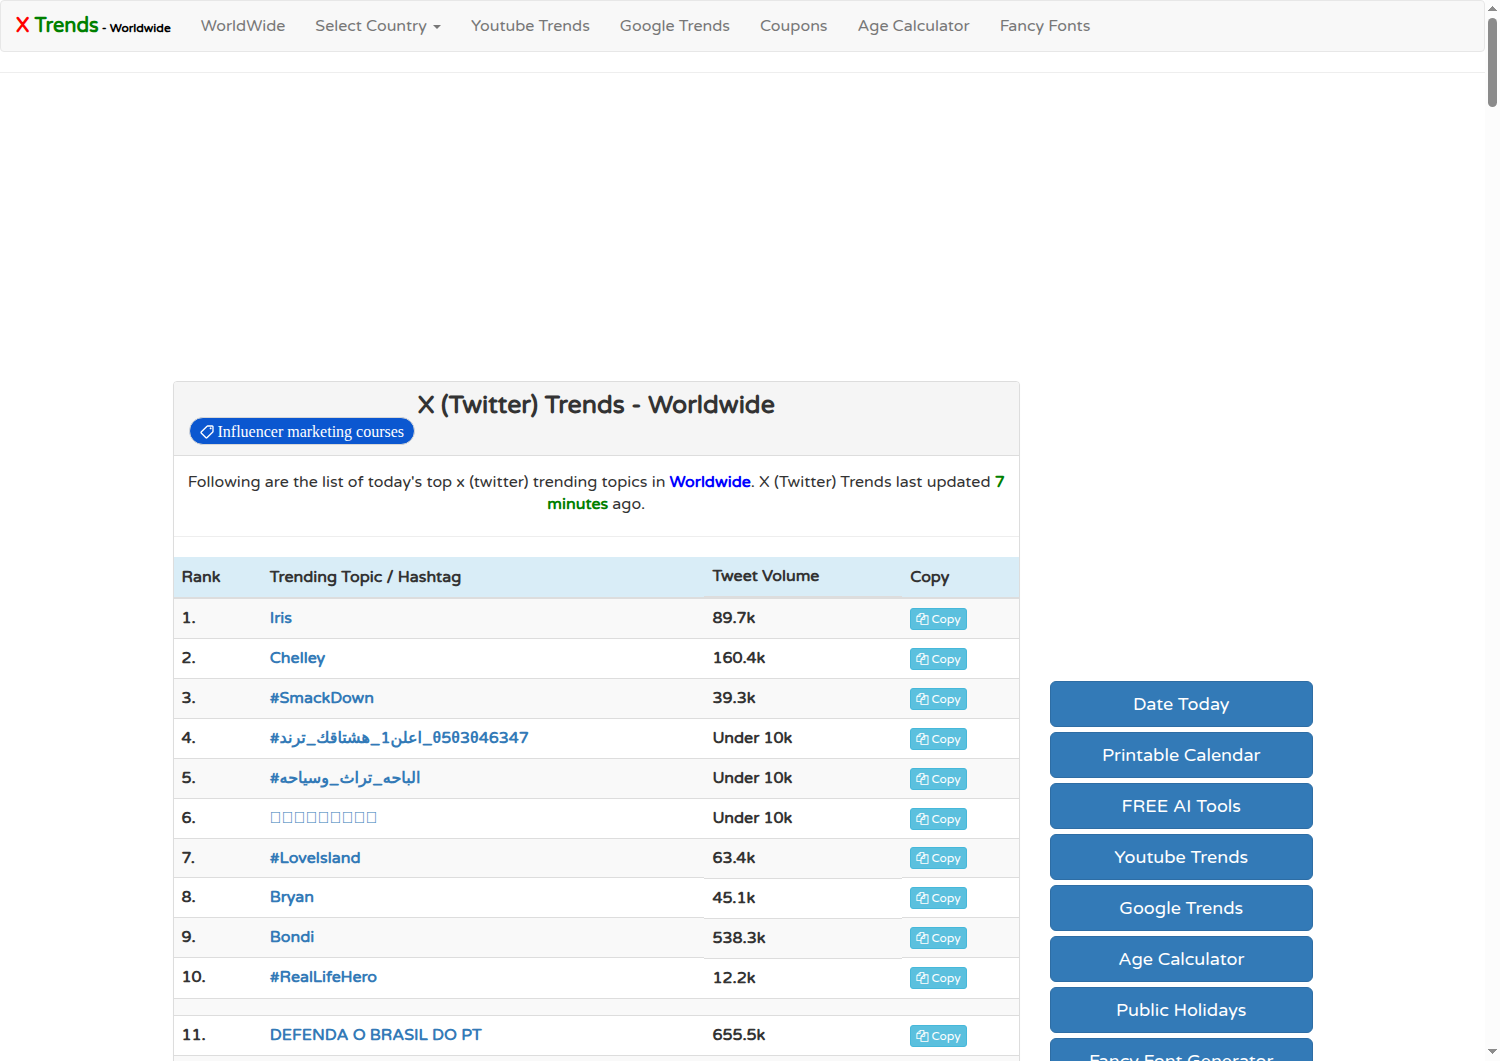 X Trends - Worldwide WorldWide Select Country Youtube Trends Google Trends Coupons Age Calculator Fancy Fonts
X (Twitter) Trends - Worldwide
Influencer marketing courses
Following are the list of today's top x (twitter) trending topics in Worldwide. X (Twitter) Trends last updated 7
minutes ago.
Rank Trending Topic / Hashtag Tweet Volume Copy
1. Iris 89.7k Copy
2. Chelley 160.4k Copy
3. #SmackDown 39.3k Copy
4. #اعلن1_هشتاقك_ترند_θ5θ3θ46347 Under 10k Copy
5. #الباحه_تراث_وسياحه Under 10k Copy
6. Under 10k Copy
7. #LoveIsland 63.4k Copy
8. Bryan 45.1k Copy
9. Bondi 538.3k Copy
10. #RealLifeHero 12.2k Copy
11. DEFENDA O BRASIL DO PT 655.5k Copy
Date Today
Printable Calendar
FREE AI Tools
Youtube Trends
Google Trends
Age Calculator
Public Holidays
Fancy Font Generator